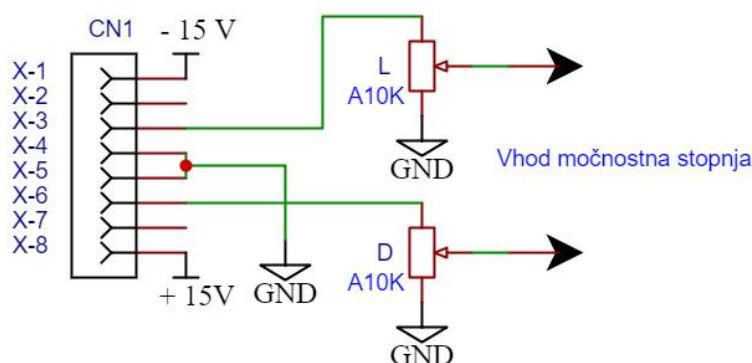 CN1
- 15 V
X-1
X-2
X-3
X-4
X-5
X-6
X-7
X-8
+ 15V
GND
L
A10K
GND
Vhod močnostna stopnja
D
A10K
GND